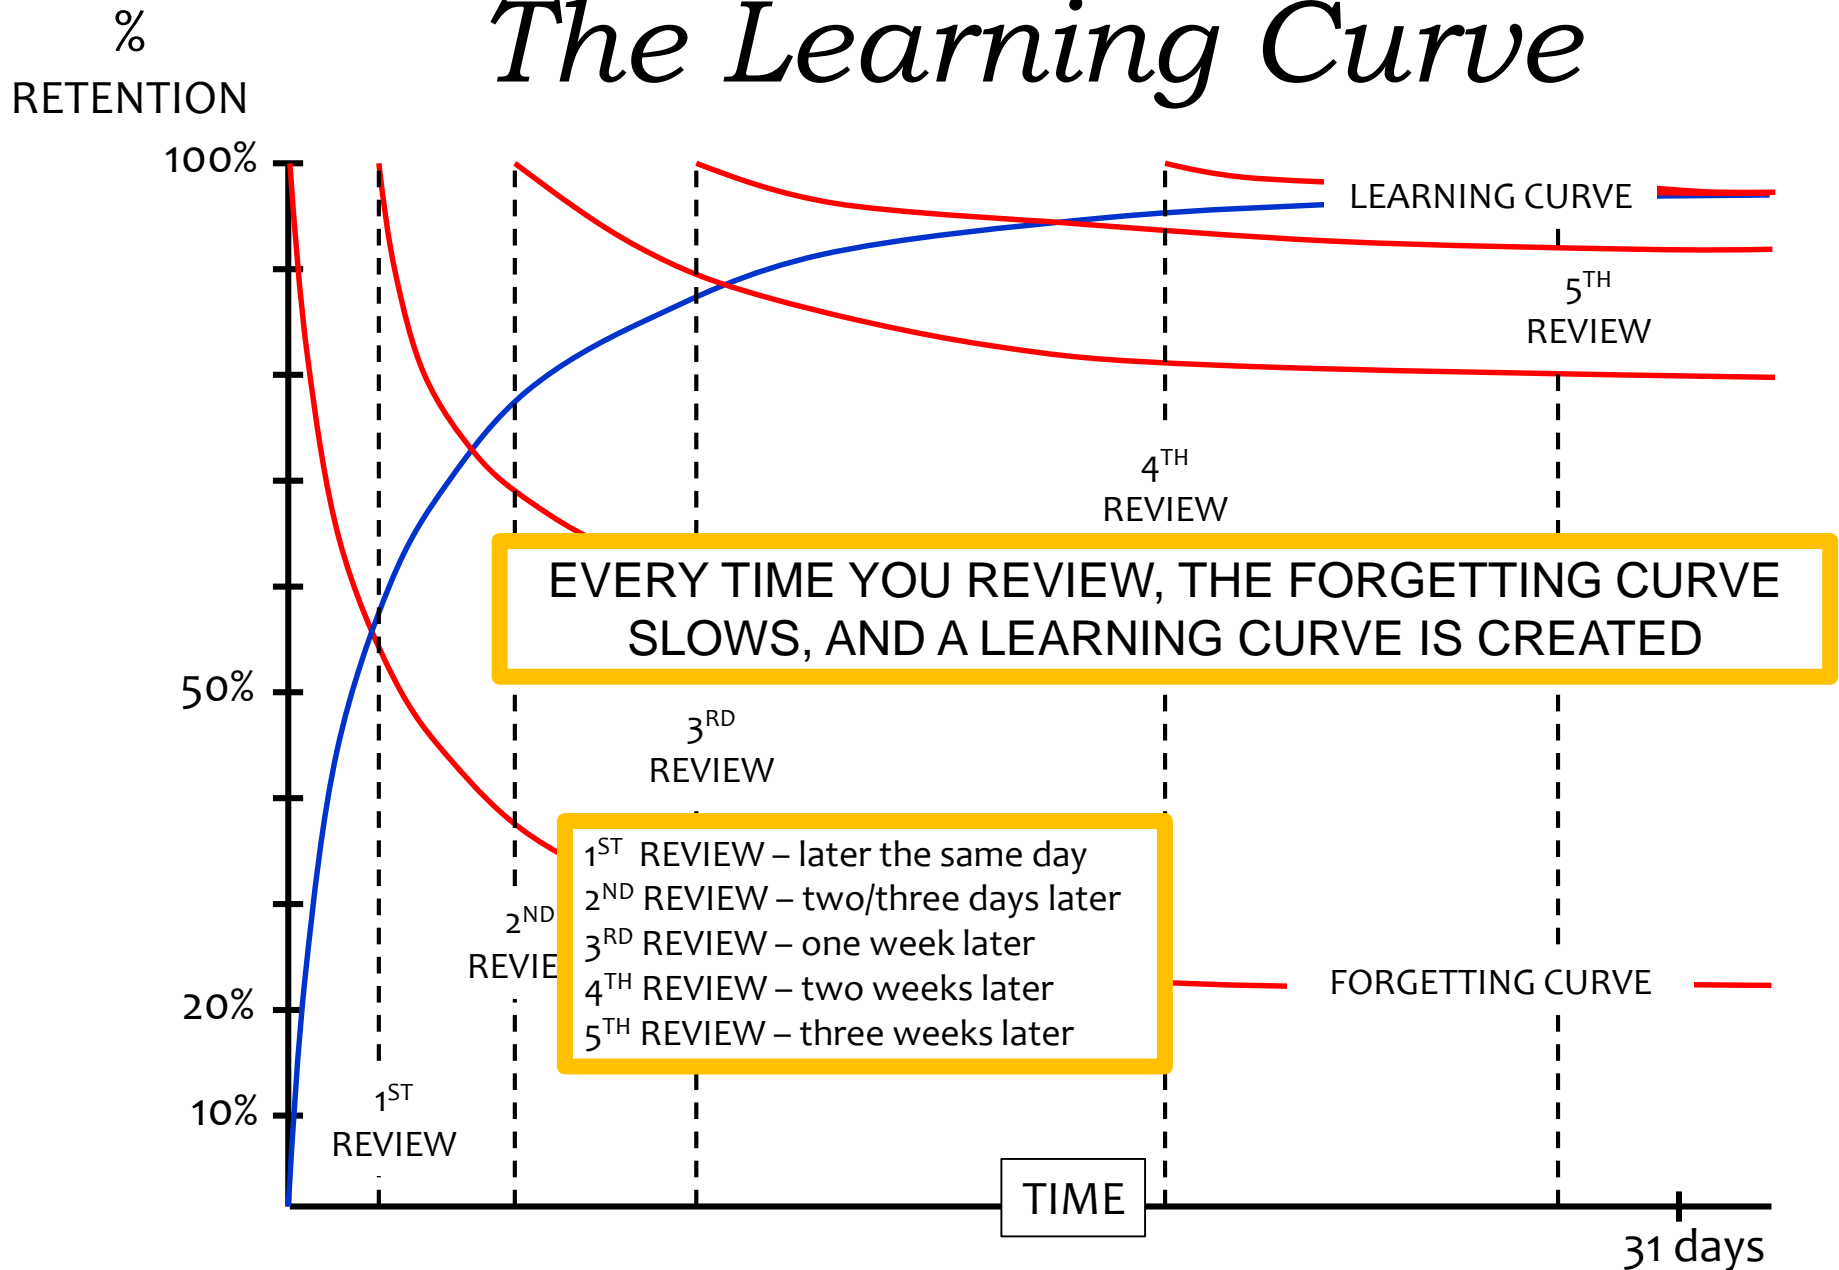 The Learning Curve
%
RETENTION
100%
LEARNING CURVE
5TH
REVIEW
4TH
REVIEW
EVERY TIME YOU REVIEW, THE FORGETTING CURVE
SLOWS, AND A LEARNING CURVE IS CREATED
50%
3RD
REVIEW
1ST REVIEW – later the same day
2ND REVIEW – two/three days later
3RD REVIEW – one week later
4TH REVIEW – two weeks later
5TH REVIEW – three weeks later
2ND
REVIE
FORGETTING CURVE
20%
10%
1ST
REVIEW
TIME
31 days